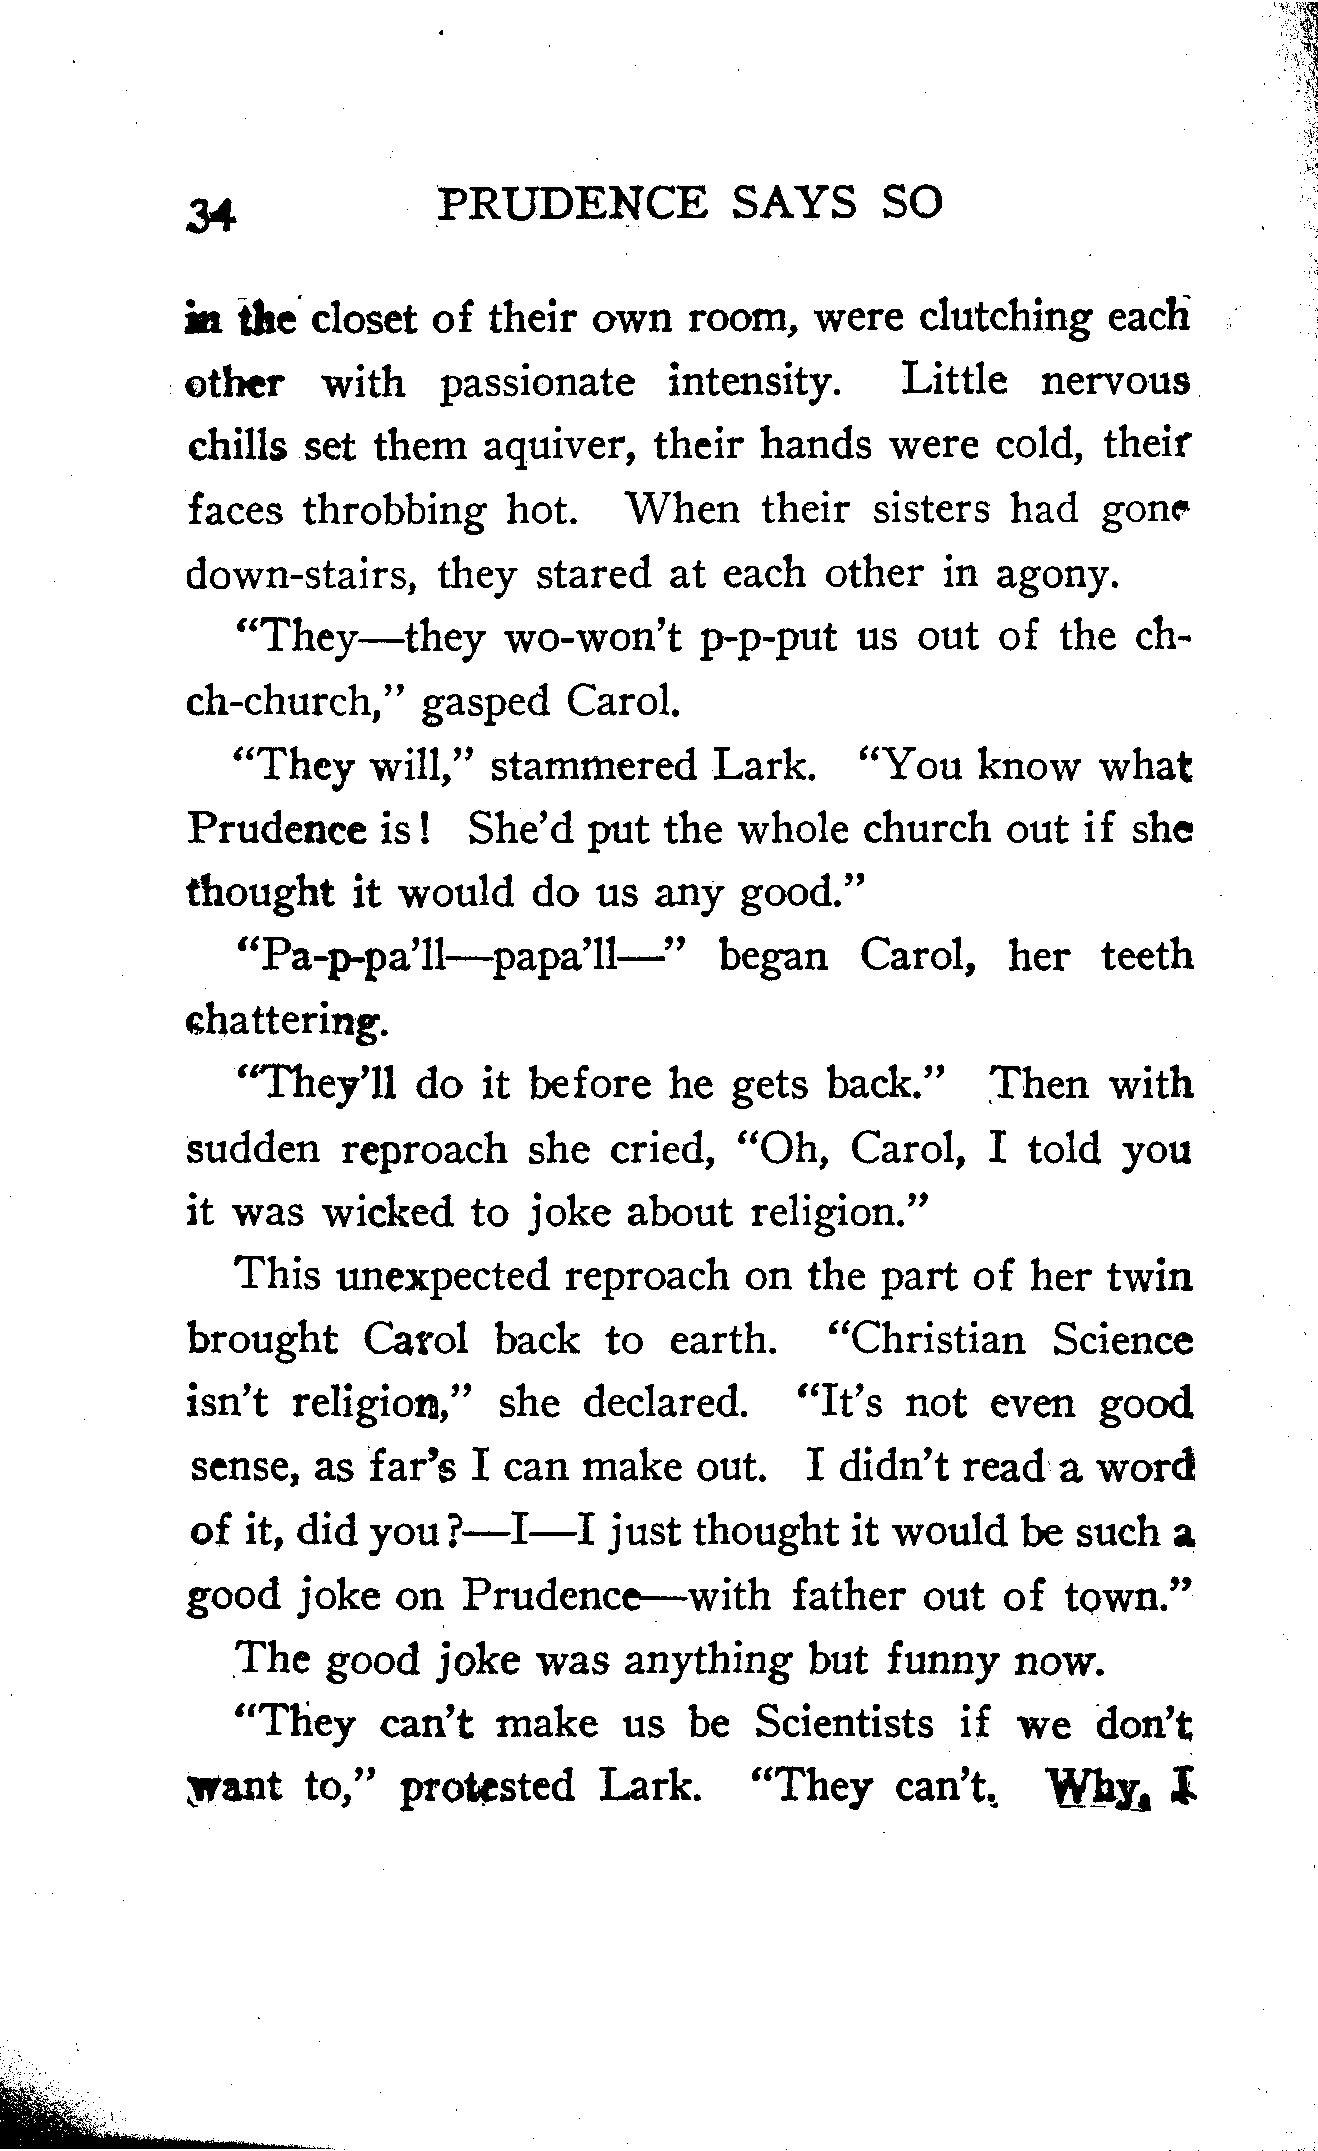 34 PRUDENCE SAYS SO
in the closet of their own room, were clutching each
other with passionate intensity. Little nervous
chills set them aquiver, their hands were cold, their
faces throbbing hot. When their sisters had gone
down-stairs, they stared at each other in agony.
"They—they wo-won't p-p-put us out of the ch-
ch-church," gasped Carol.
"They will," stammered Lark. "You know what
Prudence is! She'd put the whole church out if she
thought it would do us any good."
"Pa-p-pa'll—papa'll—" began Carol, her teeth
chattering.
"They'll do it before he gets back." Then with
sudden reproach she cried, "Oh, Carol, I told you
it was wicked to joke about religion."
This unexpected reproach on the part of her twin
brought Carol back to earth. "Christian Science
isn't religion," she declared. "It's not even good
sense, as far's I can make out. I didn't read a word
of it, did you?—I—I just thought it would be such a
good joke on Prudence—with father out of town."
The good joke was anything but funny now.
"They can't make us be Scientists if we don't
want to," protested Lark. "They can't. Why, I